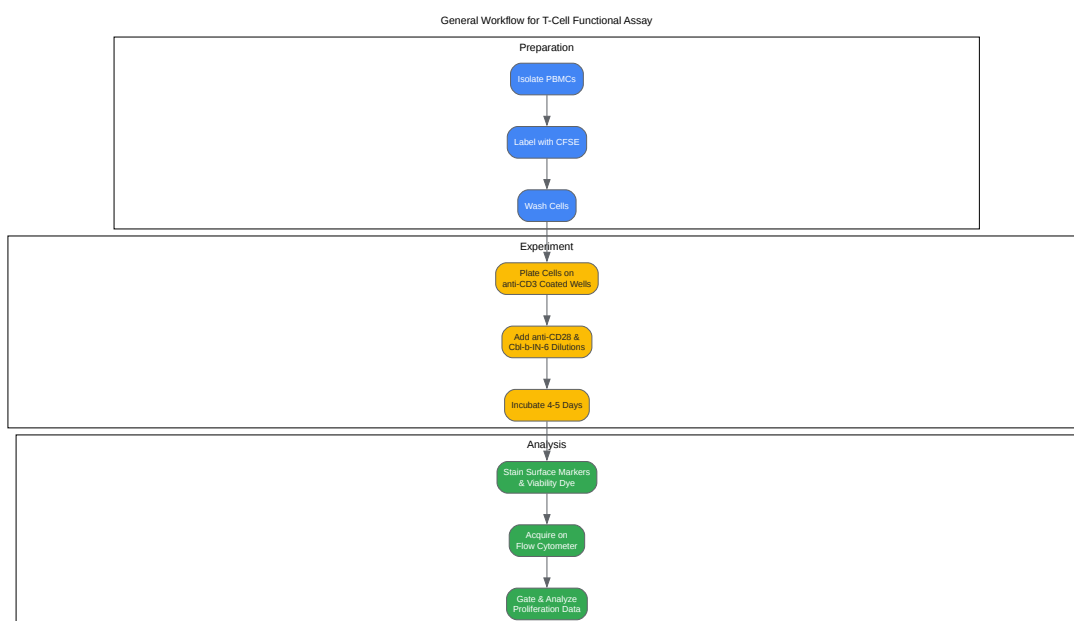 General Workflow for T-Cell Functional Assay
Preparation
Isolate PBMCs
Label with CFSE
Wash Cells
Experiment
Plate Cells on
anti-CD3 Coated Wells
Add anti-CD28 &
Cbl-b-IN-6 Dilutions
Incubate 4-5 Days
Analysis
Stain Surface Markers
& Viability Dye
Acquire on
Flow Cytometer
Gate & Analyze
Proliferation Data